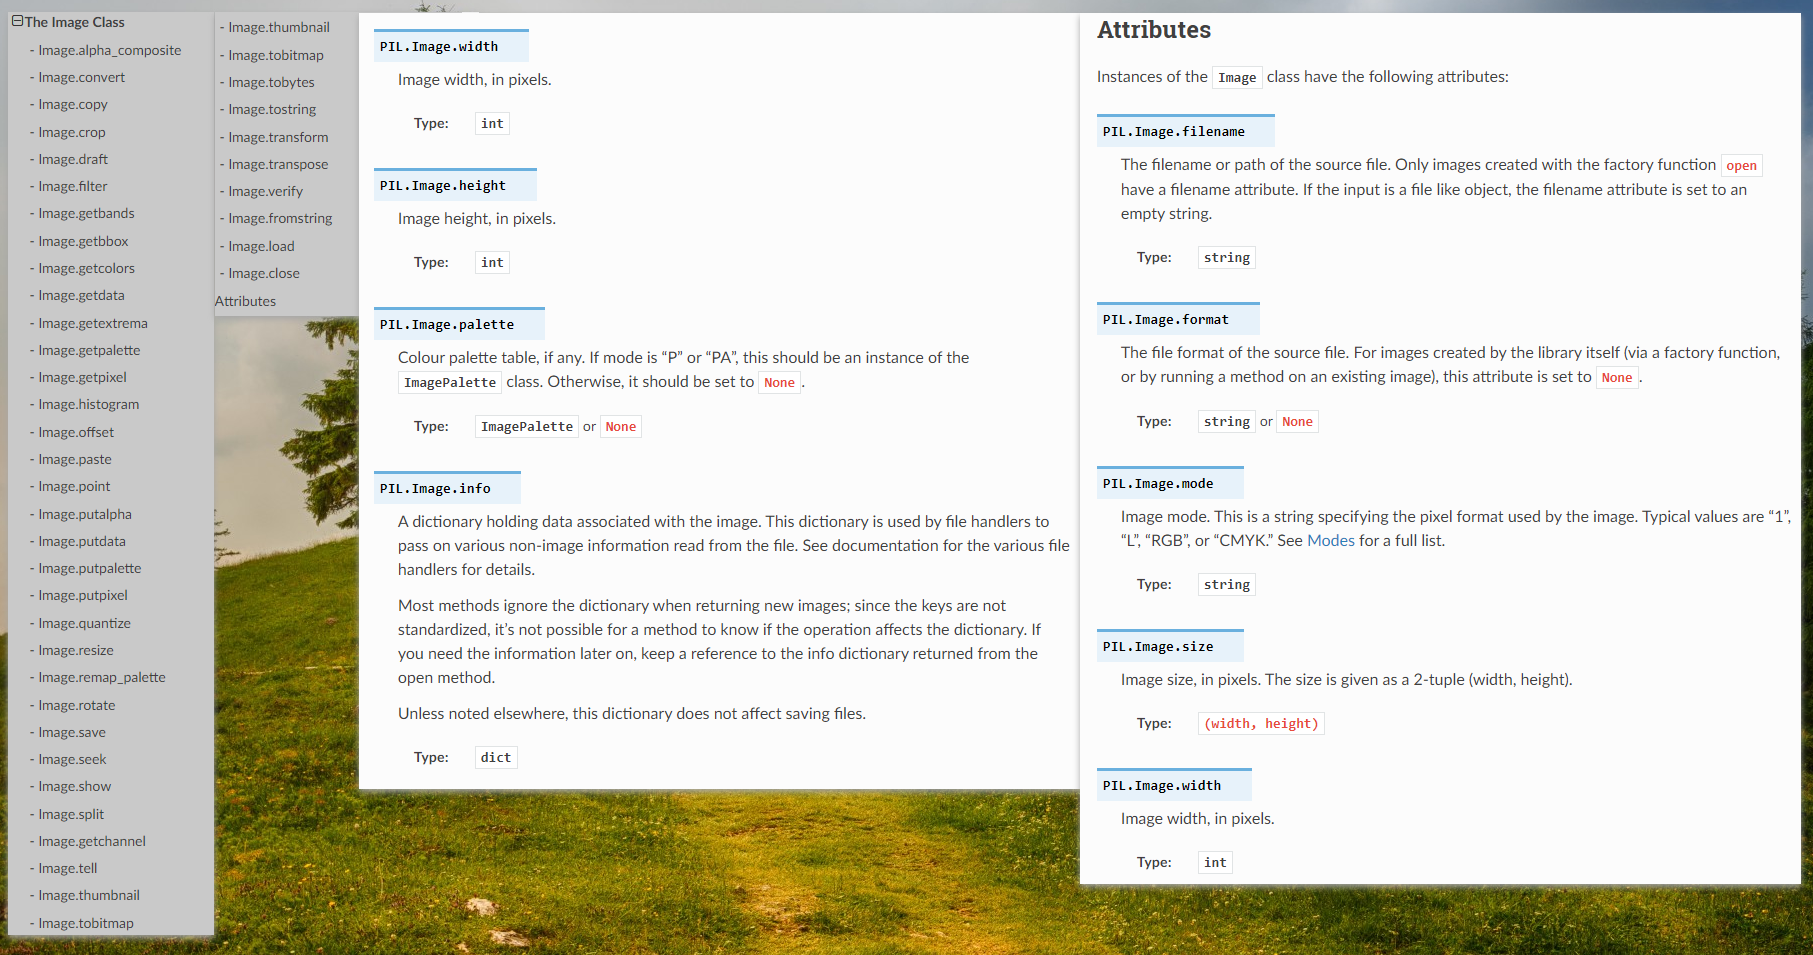 The Image Class
- Image.alpha_composite
- Image.convert
- Image.copy
- Image.crop
- Image.draft
- Image.filter
- Image.getbands
- Image.getbbox
- Image.getcolors
- Image.getdata
- Image.getextrema
- Image.getpalette
- Image.getpixel
- Image.histogram
- Image.offset
- Image.paste
- Image.point
- Image.putalpha
- Image.putdata
- Image.putpalette
- Image.putpixel
- Image.quantize
- Image.resize
- Image.remap_palette
- Image.rotate
- Image.save
- Image.seek
- Image.show
- Image.split
- Image.getchannel
- Image.tell
- Image.thumbnail
- Image.tobitmap
- Image.thumbnail
- Image.tobitmap
- Image.tobytes
- Image.tostring
- Image.transform
- Image.transpose
- Image.verify
- Image.fromstring
- Image.load
- Image.close
Attributes
PIL.Image.width
Image width, in pixels.
Type: int
PIL.Image.height
Image height, in pixels.
Type: int
PIL.Image.palette
Colour palette table, if any. If mode is “P” or “PA”, this should be an instance of the
ImagePalette class. Otherwise, it should be set to None .
Type: ImagePalette or None
PIL.Image.info
A dictionary holding data associated with the image. This dictionary is used by file handlers to
pass on various non-image information read from the file. See documentation for the various file
handlers for details.
Most methods ignore the dictionary when returning new images; since the keys are not
standardized, it’s not possible for a method to know if the operation affects the dictionary. If
you need the information later on, keep a reference to the info dictionary returned from the
open method.
Unless noted elsewhere, this dictionary does not affect saving files.
Type: dict
Attributes
Instances of the Image class have the following attributes:
PIL.Image.filename
The filename or path of the source file. Only images created with the factory function open
have a filename attribute. If the input is a file like object, the filename attribute is set to an
empty string.
Type: string
PIL.Image.format
The file format of the source file. For images created by the library itself (via a factory function,
or by running a method on an existing image), this attribute is set to None .
Type: string or None
PIL.Image.mode
Image mode. This is a string specifying the pixel format used by the image. Typical values are “1”,
“L”, “RGB”, or “CMYK.” See Modes for a full list.
Type: string
PIL.Image.size
Image size, in pixels. The size is given as a 2-tuple (width, height).
Type: (width, height)
PIL.Image.width
Image width, in pixels.
Type: int